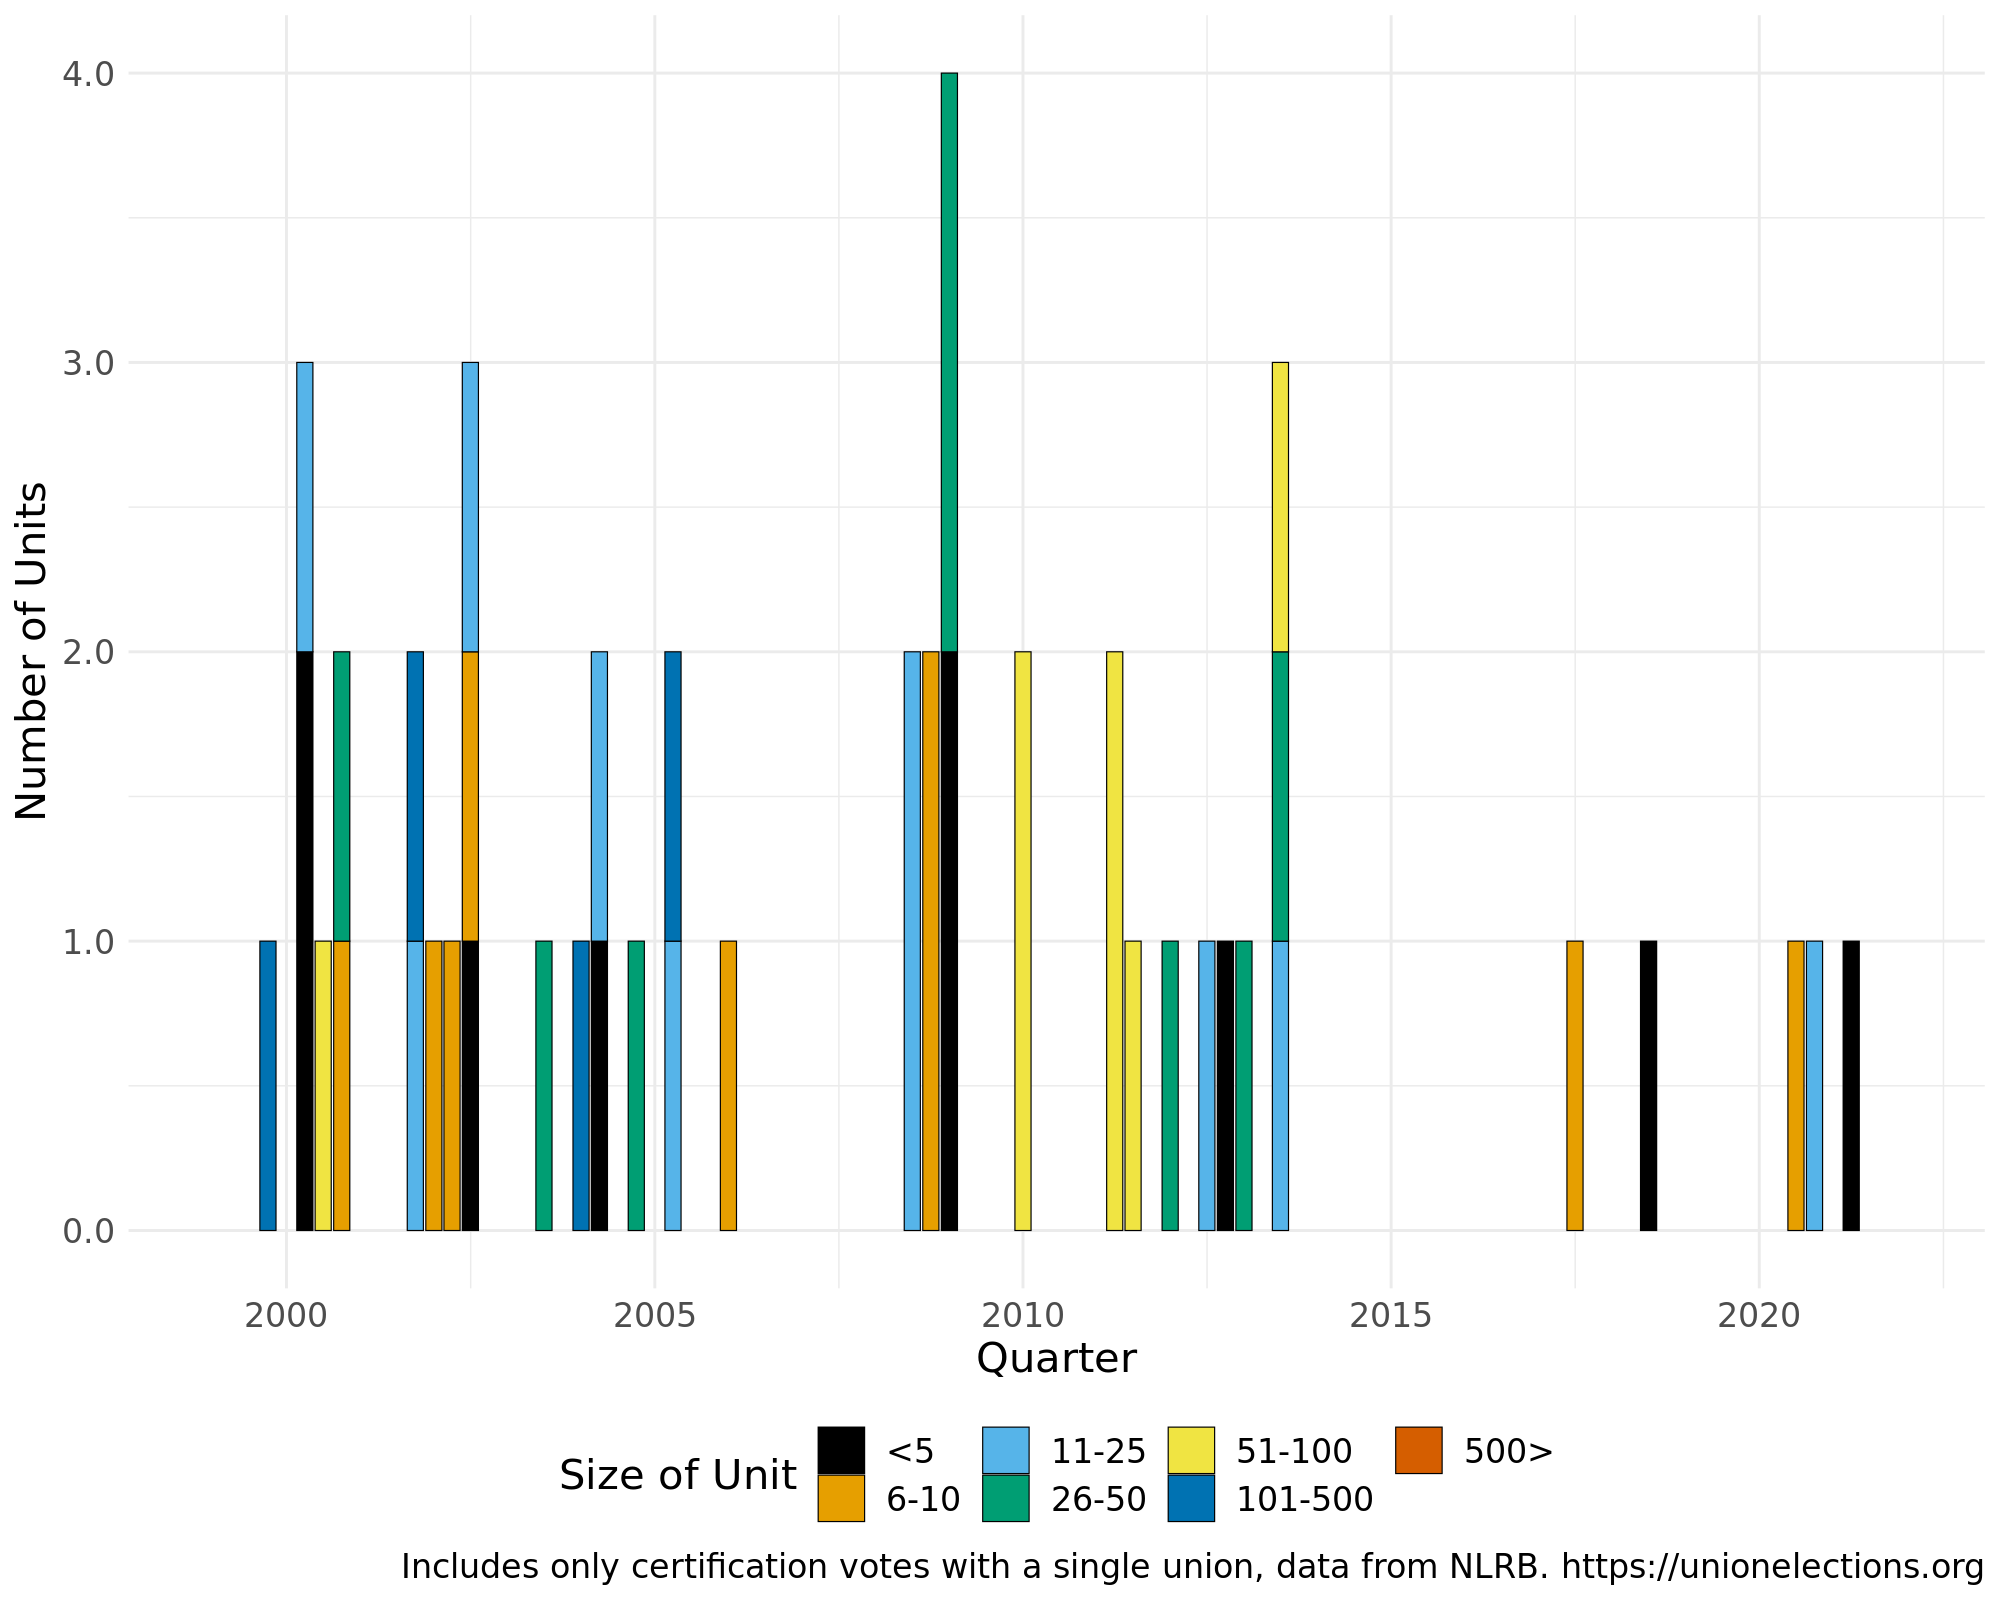 4.0
3.0
2.0
1.0
0.0
Number of Units
2000 2005 2010 2015 2020
Quarter
Size of Unit
<5 11-25 51-100 500>
6-10 26-50 101-500
Includes only certification votes with a single union, data from NLRB. https://unionelections.org